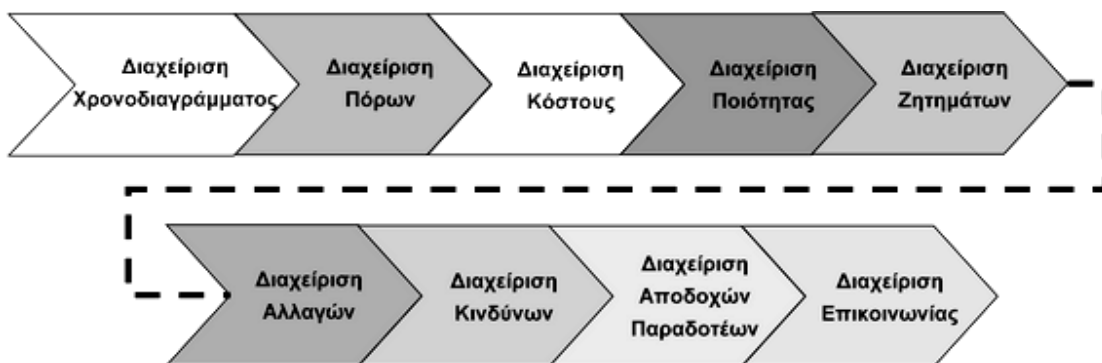 Διαχείριση
Χρονοδιαγράμματος
Διαχείριση
Πόρων
Διαχείριση
Κόστους
Διαχείριση
Ποιότητας
Διαχείριση
Ζητημάτων
Διαχείριση
Αλλαγών
Διαχείριση
Κινδύνων
Διαχείριση
Αποδοχών
Παραδοτέων
Διαχείριση
Επικοινωνίας